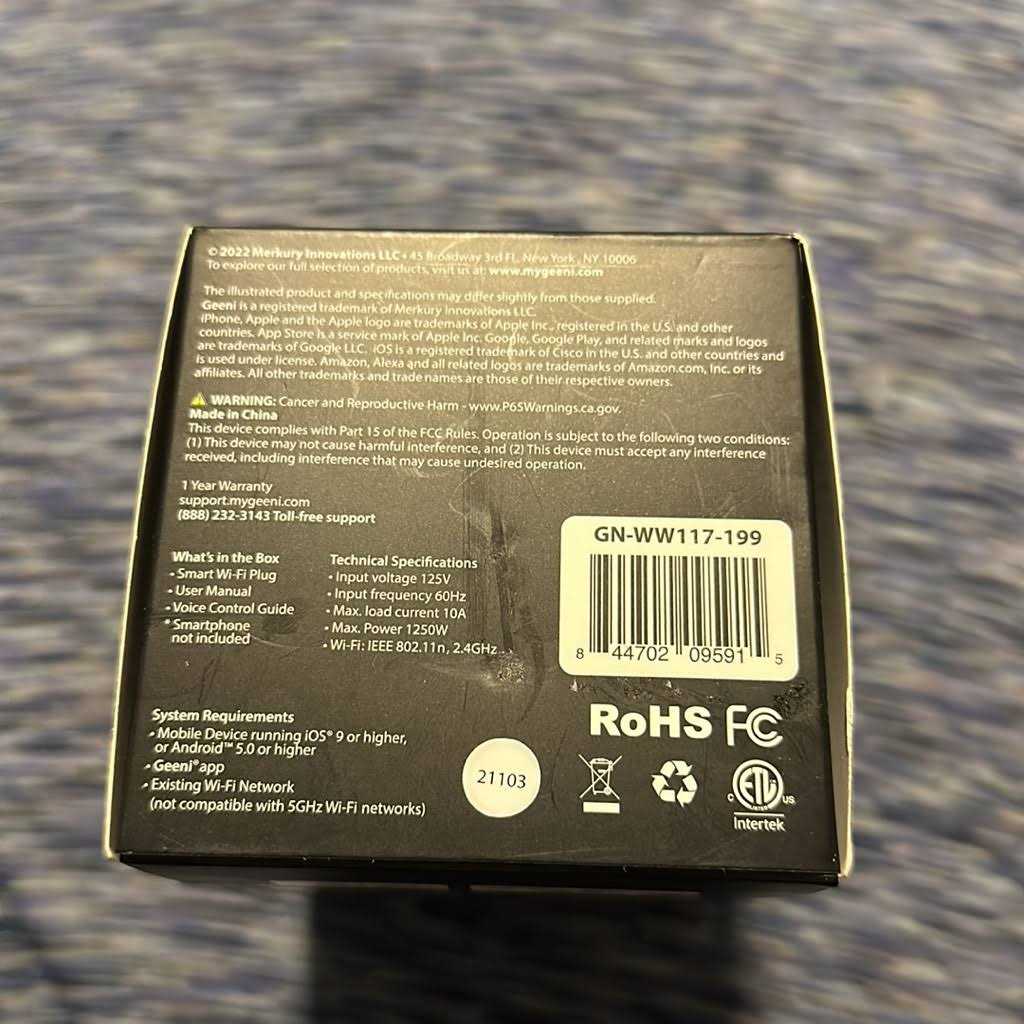 © 2022 Merkury Innovations LLC • 45 Broadway 3rd FL, New York, NY 10006
To explore our full selection of products, visit us at: www.mygeeni.com
The illustrated product and specifications may differ slightly from those supplied.
Geeni is a registered trademark of Merkury Innovations LLC.
iPhone, Apple and the Apple logo are trademarks of Apple Inc., registered in the U.S. and other
countries. App Store is a service mark of Apple Inc. Google, Google Play, and related marks and logos
are trademarks of Google LLC. iOS is a registered trademark of Cisco in the U.S. and other countries and
is used under license. Amazon, Alexa and all related logos are trademarks of Amazon.com, Inc. or its
affiliates. All other trademarks and trade names are those of their respective owners.
WARNING: Cancer and Reproductive Harm - www.P65Warnings.ca.gov.
Made in China
This device complies with Part 15 of the FCC Rules. Operation is subject to the following two conditions:
(1) This device may not cause harmful interference, and (2) This device must accept any interference
received, including interference that may cause undesired operation.
1 Year Warranty
support.mygeeni.com
(888) 232-3143 Toll-free support
What's in the Box
• Smart Wi-Fi Plug
• User Manual
• Voice Control Guide
* Smartphone
not included
Technical Specifications
• Input voltage 125V
• Input frequency 60Hz
• Max. load current 10A
• Max. Power 1250W
• Wi-Fi: IEEE 802.11n, 2.4GHz
GN-WW117-199
8 44702 09591 5
System Requirements
• Mobile Device running iOS® 9 or higher,
or Android™ 5.0 or higher
• Geeni® app
• Existing Wi-Fi Network
(not compatible with 5GHz Wi-Fi networks)
21103
RoHS FC
C ETL US
Intertek